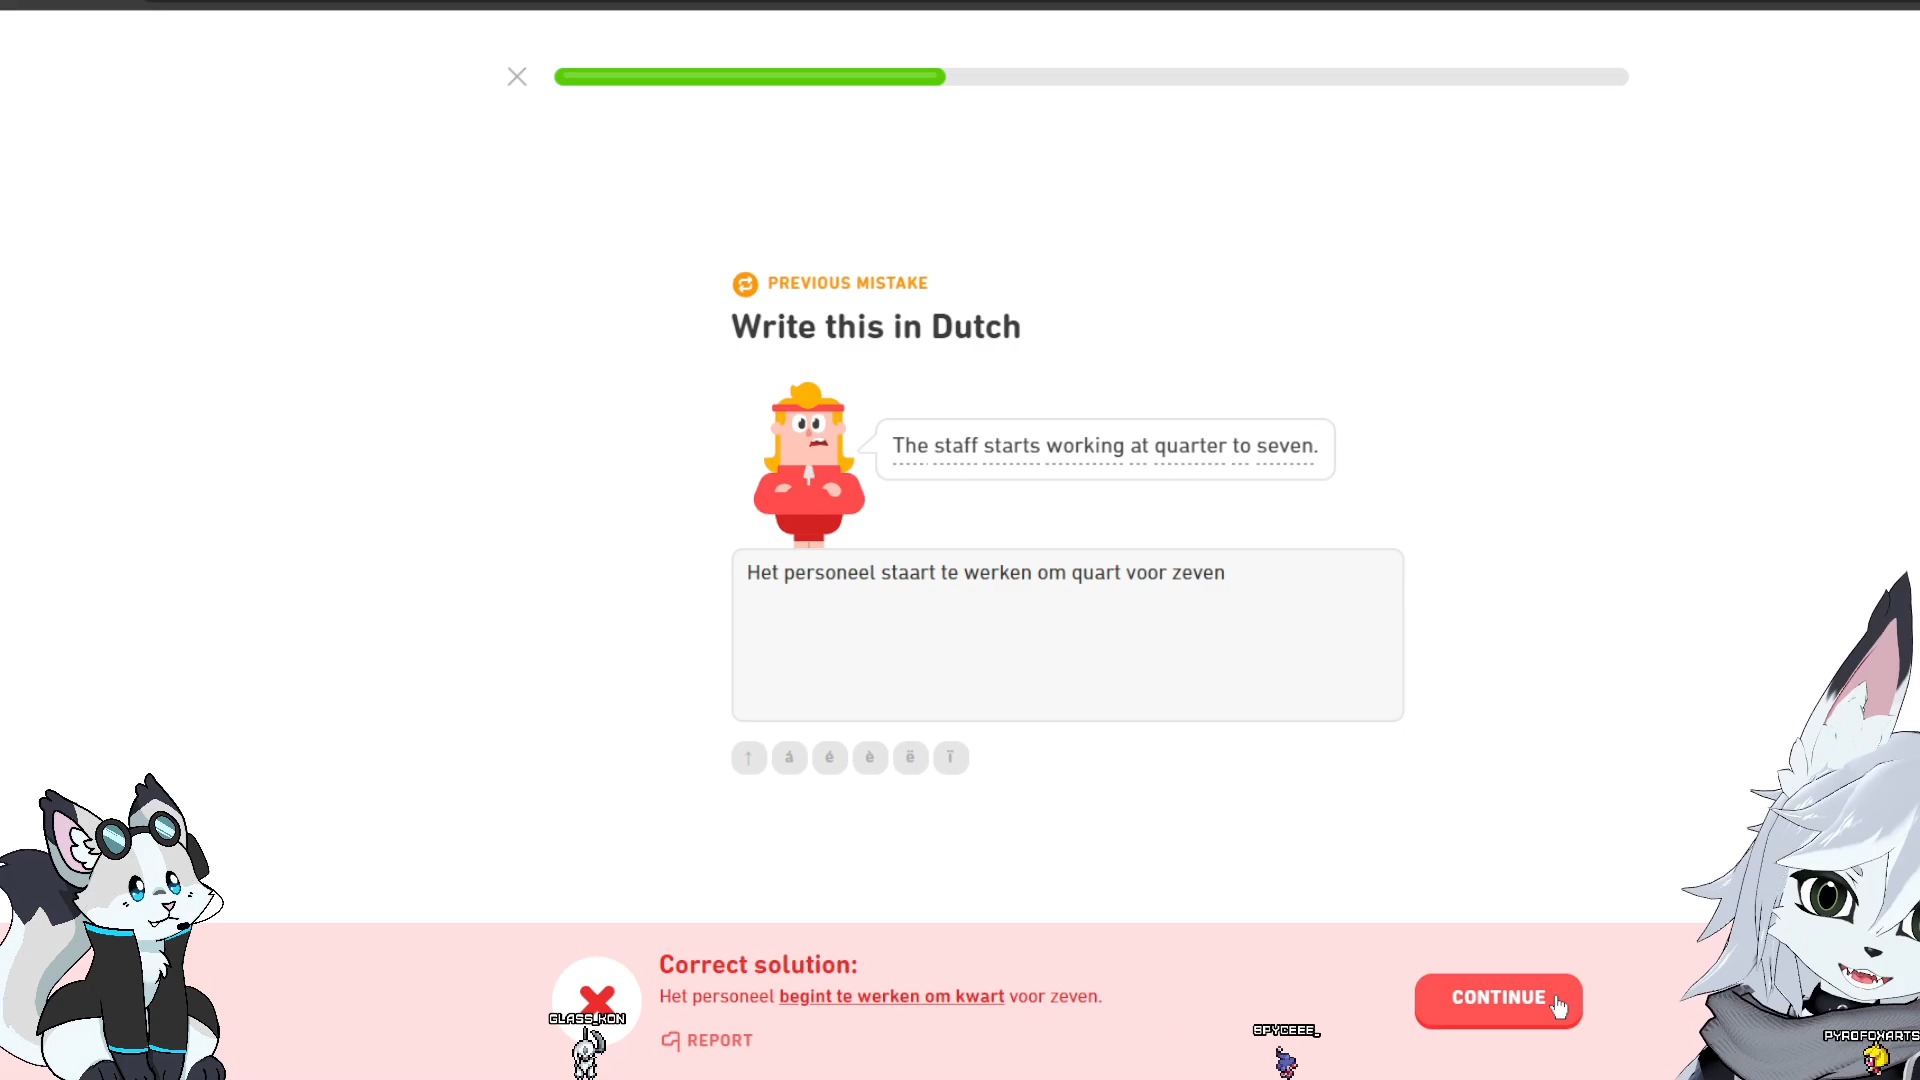 PREVIOUS MISTAKE
Write this in Dutch
The staff starts working at quarter to seven.
Het personeel staart te werken om quart voor zeven
↑ á é è ë ï
Correct solution:
Het personeel begint te werken om kwart voor zeven.
CONTINUE
REPORT
GLASS_KON
SPYCEEE_
PYROFOXARTS